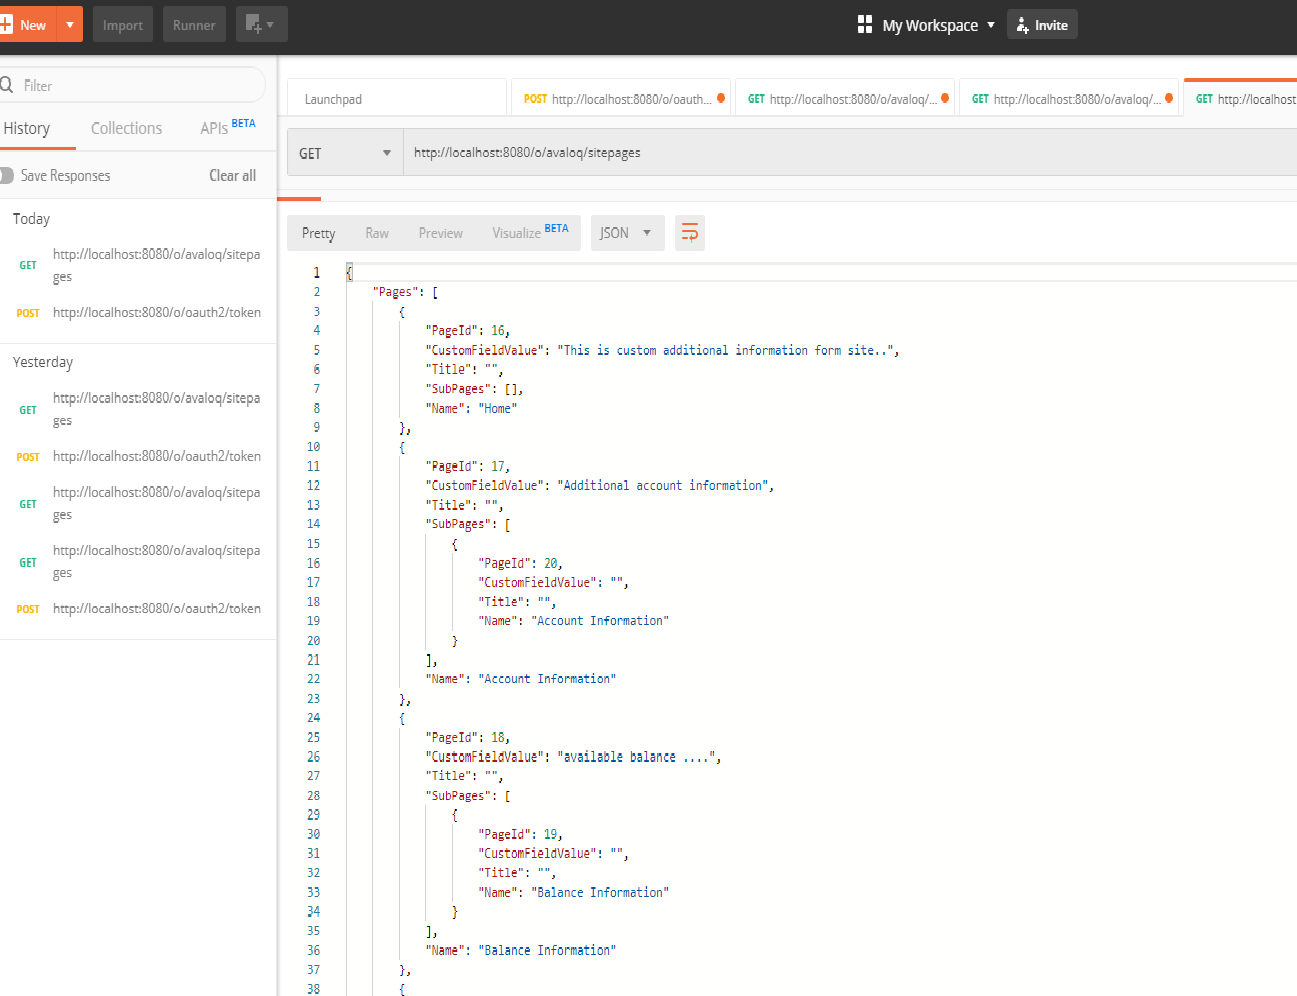 New Import Runner My Workspace Invite
Filter
History Collections APIs BETA
Save Responses Clear all
Today
GET http://localhost:8080/o/avaloq/sitepa
ges
POST http://localhost:8080/o/oauth2/token
Yesterday
GET http://localhost:8080/o/avaloq/sitepa
ges
POST http://localhost:8080/o/oauth2/token
GET http://localhost:8080/o/avaloq/sitepa
ges
GET http://localhost:8080/o/avaloq/sitepa
ges
POST http://localhost:8080/o/oauth2/token
Launchpad POST http://localhost:8080/o/oauth... GET http://localhost:8080/o/avaloq/... GET http://localhost:8080/o/avaloq/... GET http://localhost
GET http://localhost:8080/o/avaloq/sitepages
Pretty Raw Preview Visualize BETA JSON
1 {
2 "Pages": [
3 {
4 "PageId": 16,
5 "CustomFieldValue": "This is custom additional information form site..",
6 "Title": "",
7 "SubPages": [],
8 "Name": "Home"
9 },
10 {
11 "PageId": 17,
12 "CustomFieldValue": "Additional account information",
13 "Title": "",
14 "SubPages": [
15 {
16 "PageId": 20,
17 "CustomFieldValue": "",
18 "Title": "",
19 "Name": "Account Information"
20 }
21 ],
22 "Name": "Account Information"
23 },
24 {
25 "PageId": 18,
26 "CustomFieldValue": "available balance ....",
27 "Title": "",
28 "SubPages": [
29 {
30 "PageId": 19,
31 "CustomFieldValue": "",
32 "Title": "",
33 "Name": "Balance Information"
34 }
35 ],
36 "Name": "Balance Information"
37 },
38 {